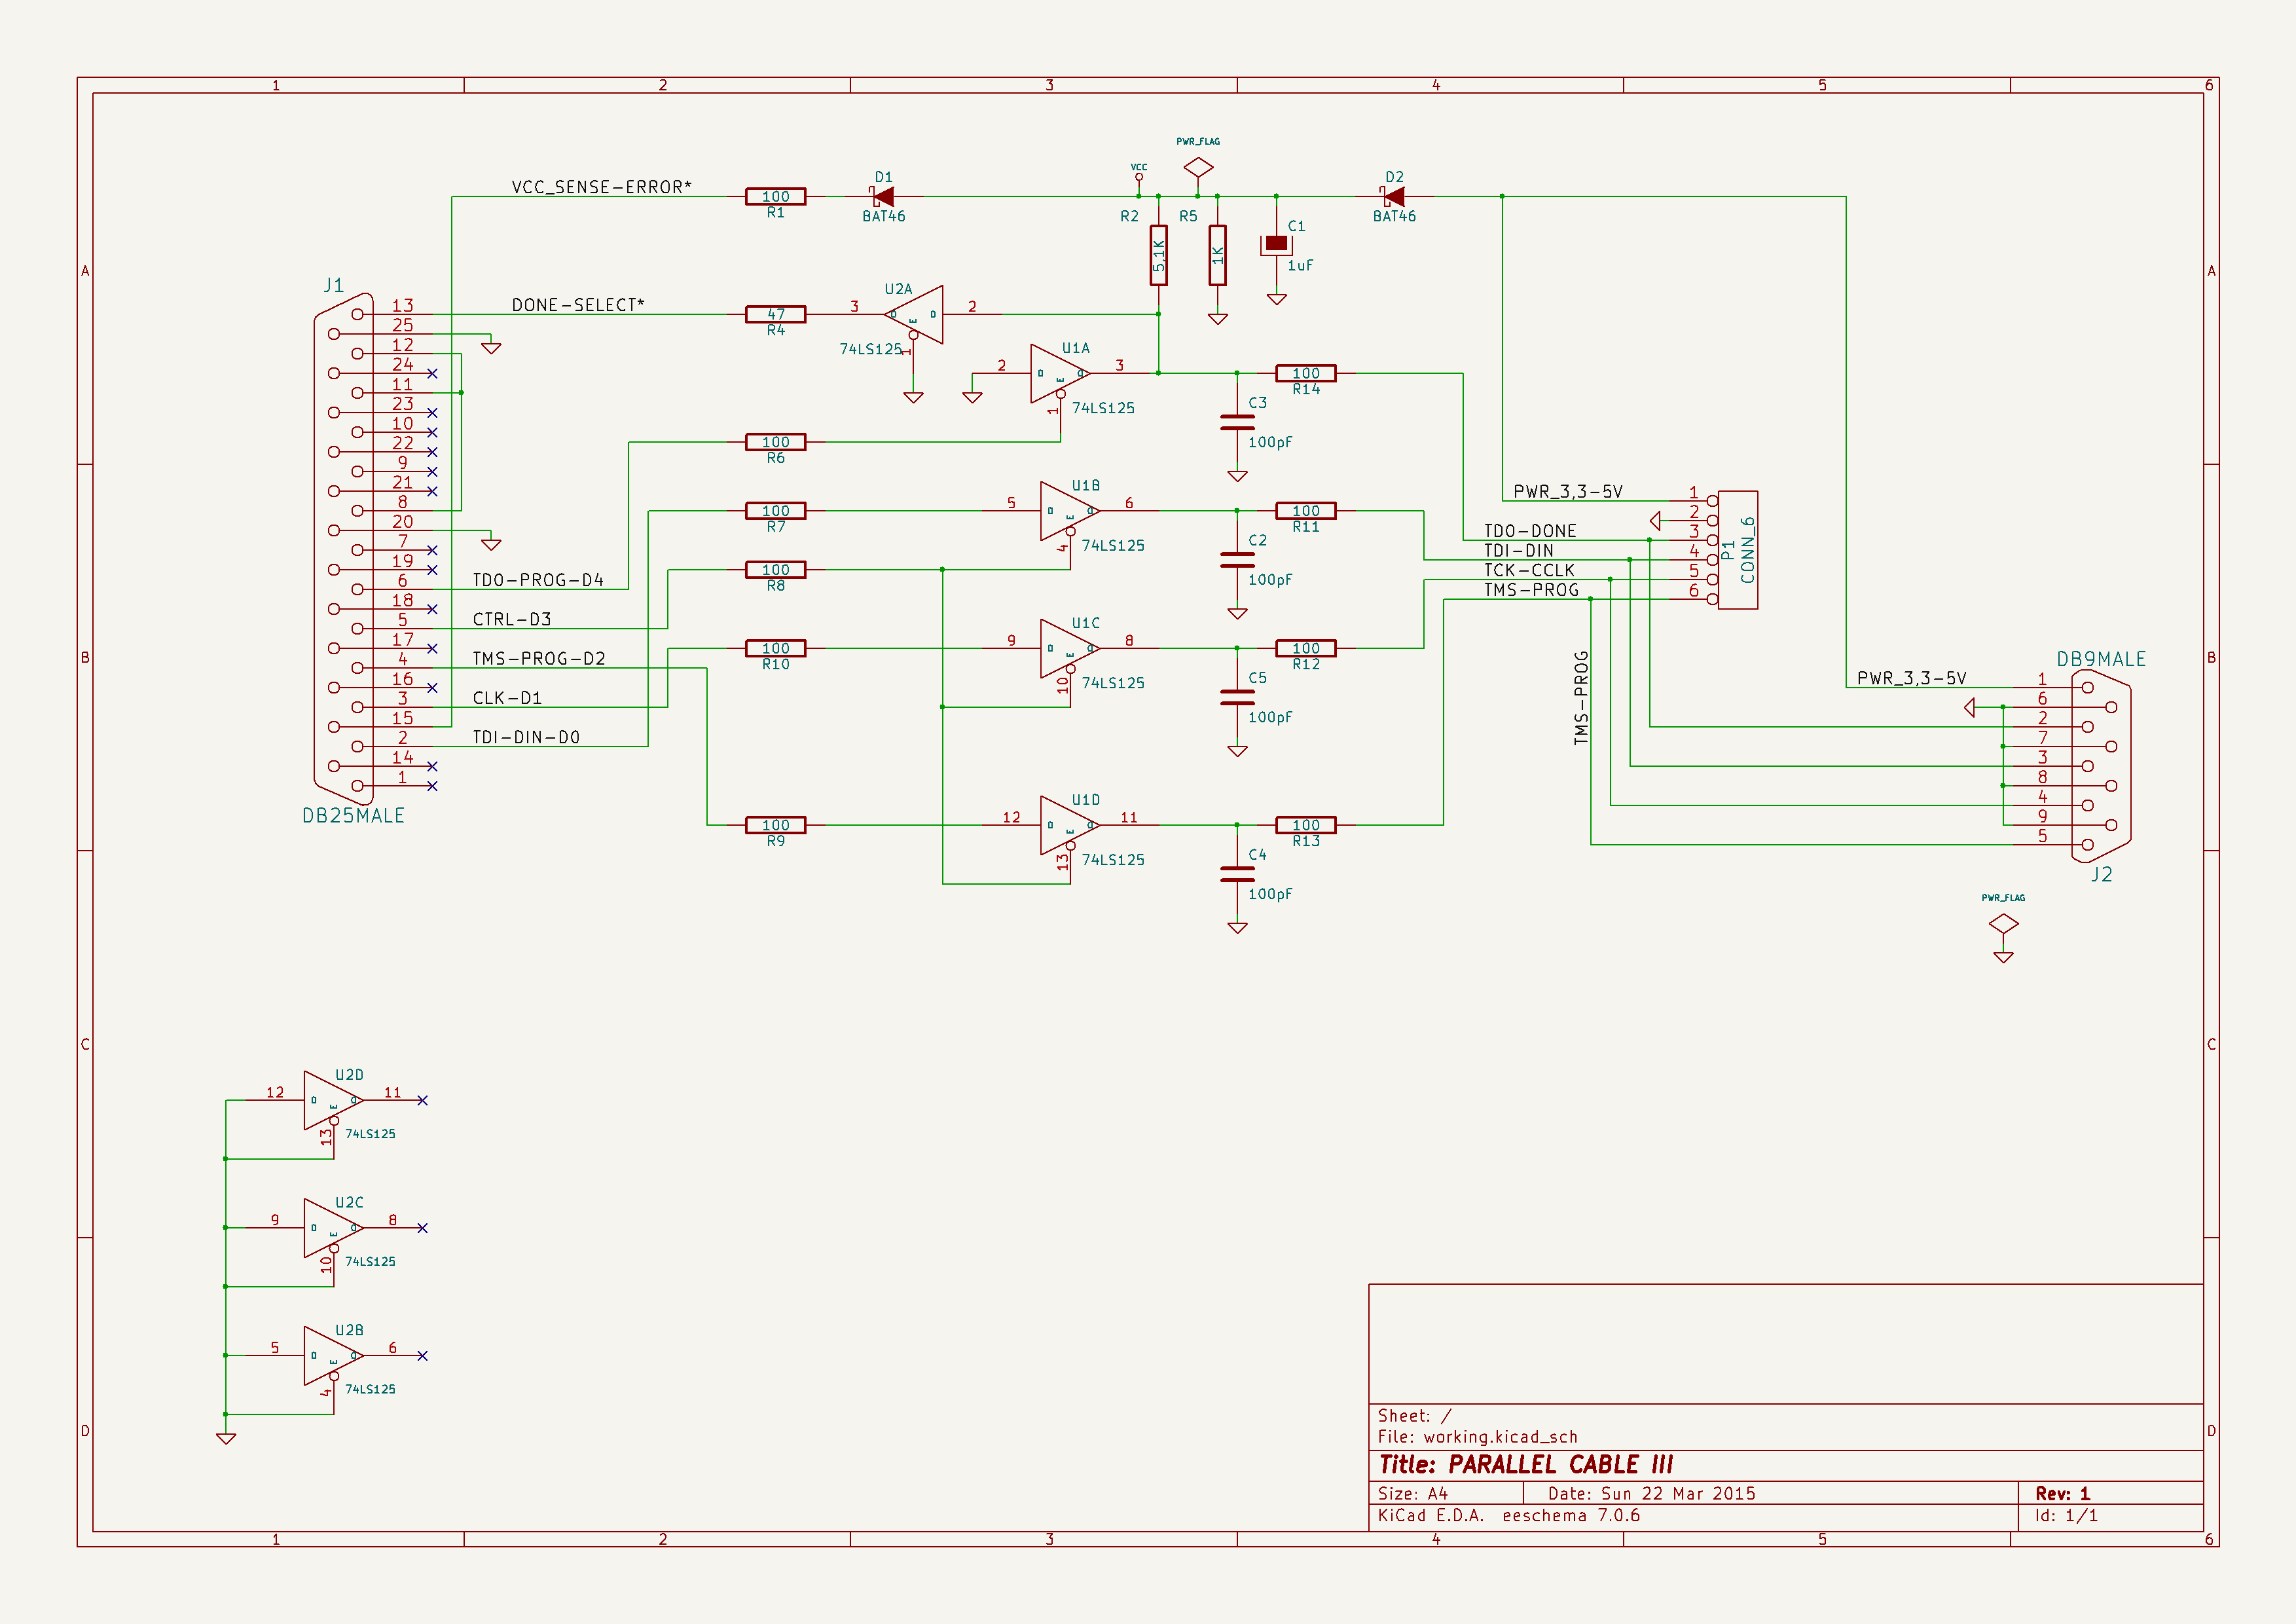 1 2 3 4 5 6
A A
B B
C C
D D
PWR_FLAG
VCC
VCC_SENSE-ERROR*
100
R1
D1
BAT46
R2
5,1K
R5
1K
C1
1uF
D2
BAT46
J1
13
25
12
24
11
23
10
22
9
21
8
20
7
19
6
18
5
17
4
16
3
15
2
14
1
DB25MALE
DONE-SELECT*
47
R4
3
U2A
2
74LS125
1
D
E
O
2
U1A
3
1
74LS125
D
E
O
100
R14
C3
100pF
100
R6
TDO-PROG-D4
CTRL-D3
TMS-PROG-D2
CLK-D1
TDI-DIN-D0
100
R7
5
U1B
6
4
74LS125
D
E
O
C2
100pF
100
R11
100
R8
100
R10
9
U1C
8
10
74LS125
D
E
O
C5
100pF
100
R12
100
R9
12
U1D
11
13
74LS125
D
E
O
C4
100pF
100
R13
PWR_3,3-5V
TDO-DONE
TDI-DIN
TCK-CCLK
TMS-PROG
TMS-PROG
1
2
3
4
5
6
P1
CONN_6
PWR_3,3-5V
DB9MALE
1
6
2
7
3
8
4
9
5
J2
PWR_FLAG
U2D
12
11
13
74LS125
D
E
O
U2C
9
8
10
74LS125
D
E
O
U2B
5
6
4
74LS125
D
E
O
Sheet: /
File: working.kicad_sch
Title: PARALLEL CABLE III
Size: A4 Date: Sun 22 Mar 2015 Rev: 1
KiCad E.D.A. eeschema 7.0.6 Id: 1/1
1 2 3 4 5 6